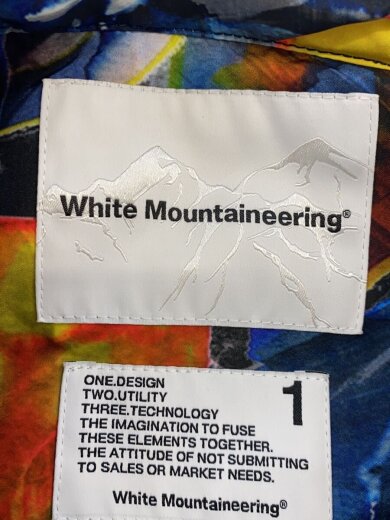 White Mountaineering®
ONE.DESIGN
TWO.UTILITY
THREE.TECHNOLOGY
THE IMAGINATION TO FUSE
THESE ELEMENTS TOGETHER.
THE ATTITUDE OF NOT SUBMITTING
TO SALES OR MARKET NEEDS.
1
White Mountaineering®